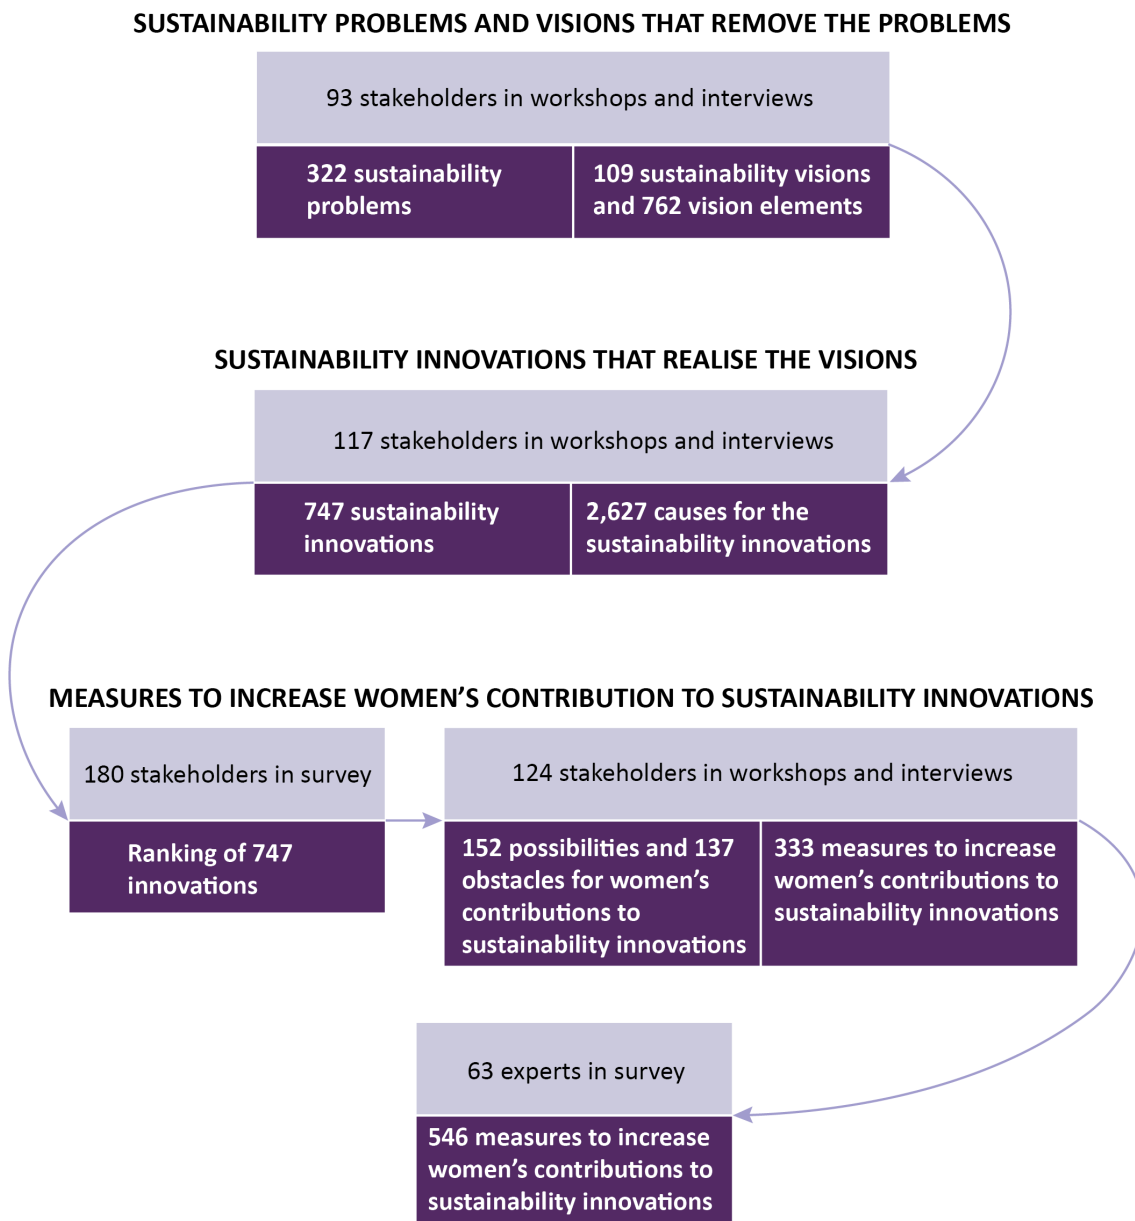 SUSTAINABILITY PROBLEMS AND VISIONS THAT REMOVE THE PROBLEMS
93 stakeholders in workshops and interviews
322 sustainability
problems
109 sustainability visions
and 762 vision elements
SUSTAINABILITY INNOVATIONS THAT REALISE THE VISIONS
117 stakeholders in workshops and interviews
747 sustainability
innovations
2,627 causes for the
sustainability innovations
MEASURES TO INCREASE WOMEN’S CONTRIBUTION TO SUSTAINABILITY INNOVATIONS
180 stakeholders in survey
Ranking of 747
innovations
124 stakeholders in workshops and interviews
152 possibilities and 137
obstacles for women’s
contributions to
sustainability innovations
333 measures to increase
women’s contributions to
sustainability innovations
63 experts in survey
546 measures to increase
women’s contributions to
sustainability innovations